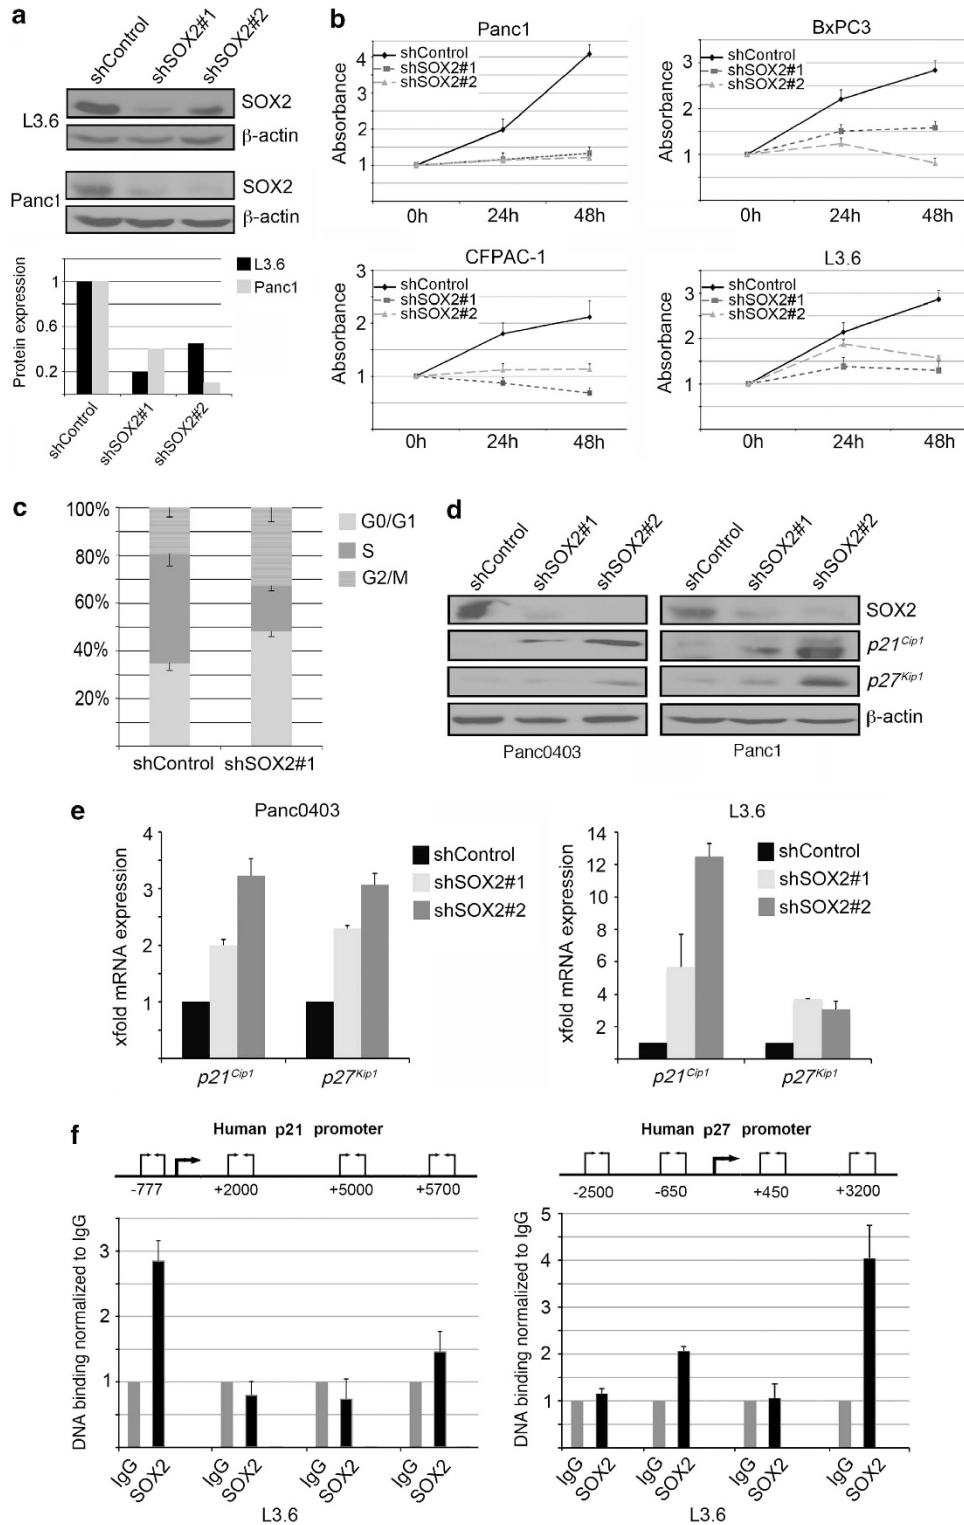 a
shControl
shSOX2#1
shSOX2#2
L3.6
SOX2
β-actin
Panc1
SOX2
β-actin
Protein expression
1
0.6
0.2
L3.6
Panc1
shControl
shSOX2#1
shSOX2#2
b
Panc1
Absorbance
4
3
2
1
shControl
shSOX2#1
shSOX2#2
0h 24h 48h
BxPC3
Absorbance
3
2
1
shControl
shSOX2#1
shSOX2#2
0h 24h 48h
CFPAC-1
Absorbance
3
2
1
shControl
shSOX2#1
shSOX2#2
0h 24h 48h
L3.6
Absorbance
3
2
1
shControl
shSOX2#1
shSOX2#2
0h 24h 48h
c
100%
80%
60%
40%
20%
G0/G1
S
G2/M
shControl shSOX2#1
d
shControl
shSOX2#1
shSOX2#2
shControl
shSOX2#1
shSOX2#2
SOX2
p21Cip1
p27Kip1
β-actin
Panc0403 Panc1
e
Panc0403
xfold mRNA expression
4
3
2
1
shControl
shSOX2#1
shSOX2#2
p21Cip1 p27Kip1
L3.6
xfold mRNA expression
14
12
10
8
6
4
2
shControl
shSOX2#1
shSOX2#2
p21Cip1 p27Kip1
f
Human p21 promoter
-777 +2000 +5000 +5700
DNA binding normalized to IgG
3
2
1
IgG SOX2 IgG SOX2 IgG SOX2 IgG SOX2
L3.6
Human p27 promoter
-2500 -650 +450 +3200
DNA binding normalized to IgG
5
4
3
2
1
IgG SOX2 IgG SOX2 IgG SOX2 IgG SOX2
L3.6